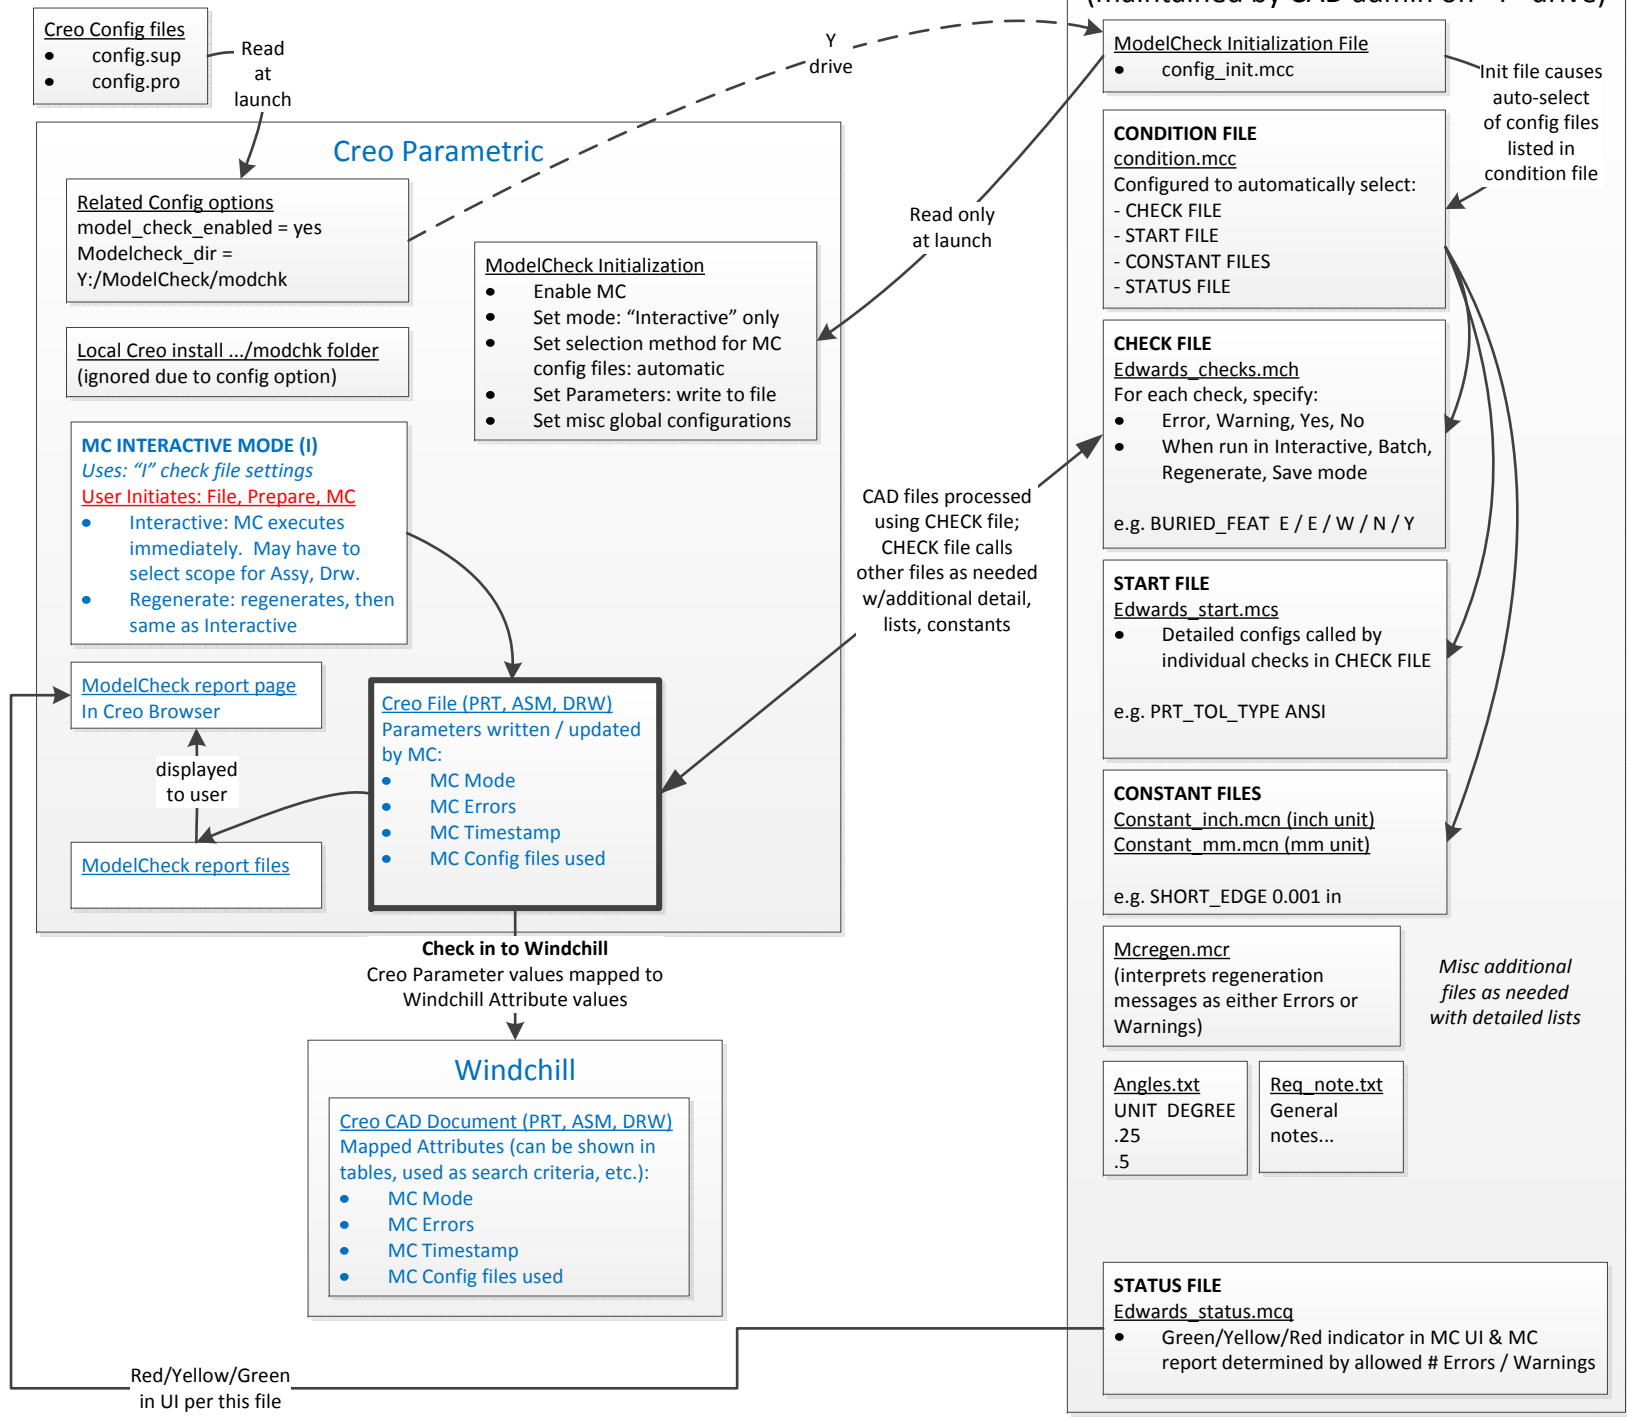 (maintained by CAD admin on "Y" drive)
Creo Config files
• config.sup
• config.pro
Read
at
launch
Y
drive
ModelCheck Initialization File
• config_init.mcc
Init file causes
auto-select
of config files
listed in
condition file
Creo Parametric
Related Config options
model_check_enabled = yes
Modelcheck_dir =
Y:/ModelCheck/modchk
Local Creo install .../modchk folder
(ignored due to config option)
ModelCheck Initialization
• Enable MC
• Set mode: “Interactive” only
• Set selection method for MC
config files: automatic
• Set Parameters: write to file
• Set misc global configurations
Read only
at launch
CONDITION FILE
condition.mcc
Configured to automatically select:
- CHECK FILE
- START FILE
- CONSTANT FILES
- STATUS FILE
MC INTERACTIVE MODE (I)
Uses: “I” check file settings
User Initiates: File, Prepare, MC
• Interactive: MC executes
immediately.  May have to
select scope for Assy, Drw.
• Regenerate: regenerates, then
same as Interactive
CHECK FILE
Edwards_checks.mch
For each check, specify:
• Error, Warning, Yes, No
• When run in Interactive, Batch,
Regenerate, Save mode
e.g. BURIED_FEAT  E / E / W / N / Y
CAD files processed
using CHECK file;
CHECK file calls
other files as needed
w/additional detail,
lists, constants
START FILE
Edwards_start.mcs
• Detailed configs called by
individual checks in CHECK FILE
e.g. PRT_TOL_TYPE ANSI
ModelCheck report page
In Creo Browser
displayed
to user
ModelCheck report files
Creo File (PRT, ASM, DRW)
Parameters written / updated
by MC:
• MC Mode
• MC Errors
• MC Timestamp
• MC Config files used
CONSTANT FILES
Constant_inch.mcn (inch unit)
Constant_mm.mcn (mm unit)
e.g. SHORT_EDGE 0.001 in
Check in to Windchill
Creo Parameter values mapped to
Windchill Attribute values
Mcregen.mcr
(interprets regeneration
messages as either Errors or
Warnings)
Misc additional
files as needed
with detailed lists
Angles.txt
UNIT  DEGREE
.25
.5
Req_note.txt
General
notes...
Windchill
Creo CAD Document (PRT, ASM, DRW)
Mapped Attributes (can be shown in
tables, used as search criteria, etc.):
• MC Mode
• MC Errors
• MC Timestamp
• MC Config files used
STATUS FILE
Edwards_status.mcq
• Green/Yellow/Red indicator in MC UI & MC
report determined by allowed # Errors / Warnings
Red/Yellow/Green
in UI per this file